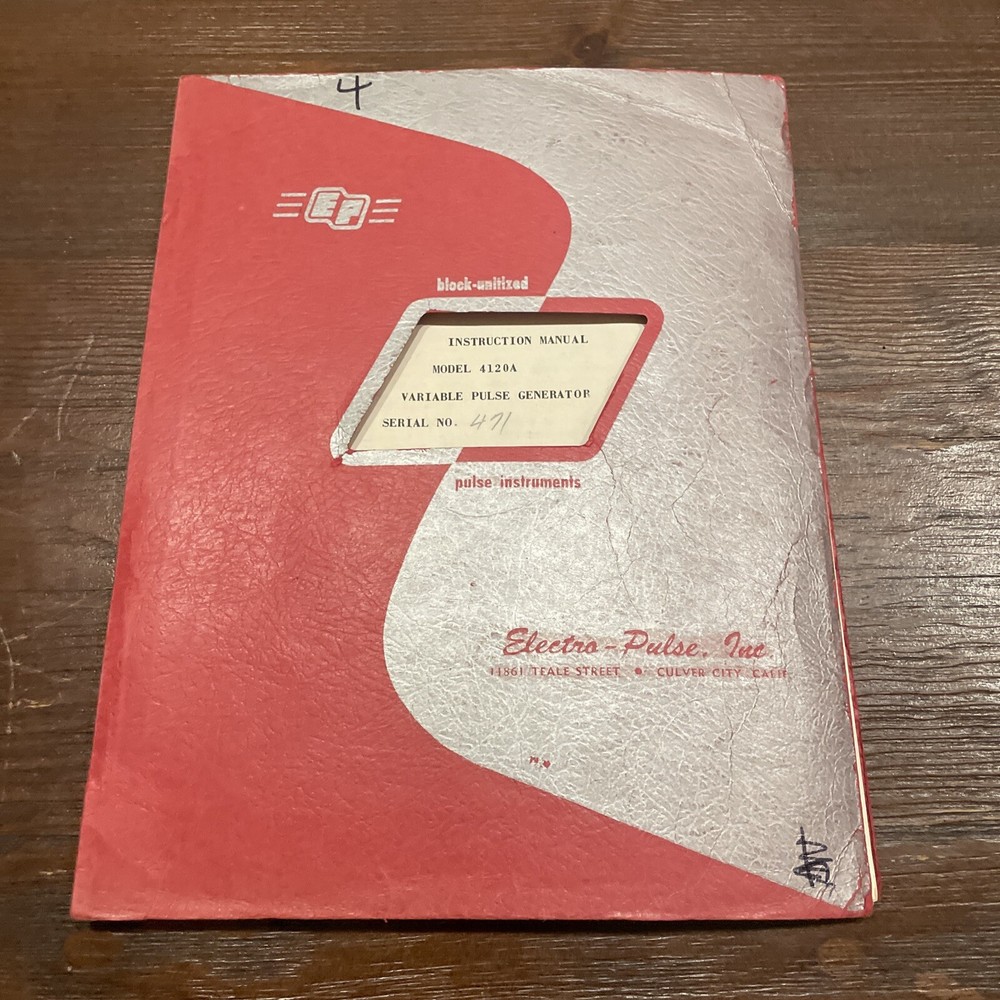 4
EP
block-unitized
INSTRUCTION MANUAL
MODEL 4120A
VARIABLE PULSE GENERATOR
SERIAL NO. 471
pulse instruments
Electro-Pulse, Inc.
11861 TEALE STREET • CULVER CITY, CALIF.